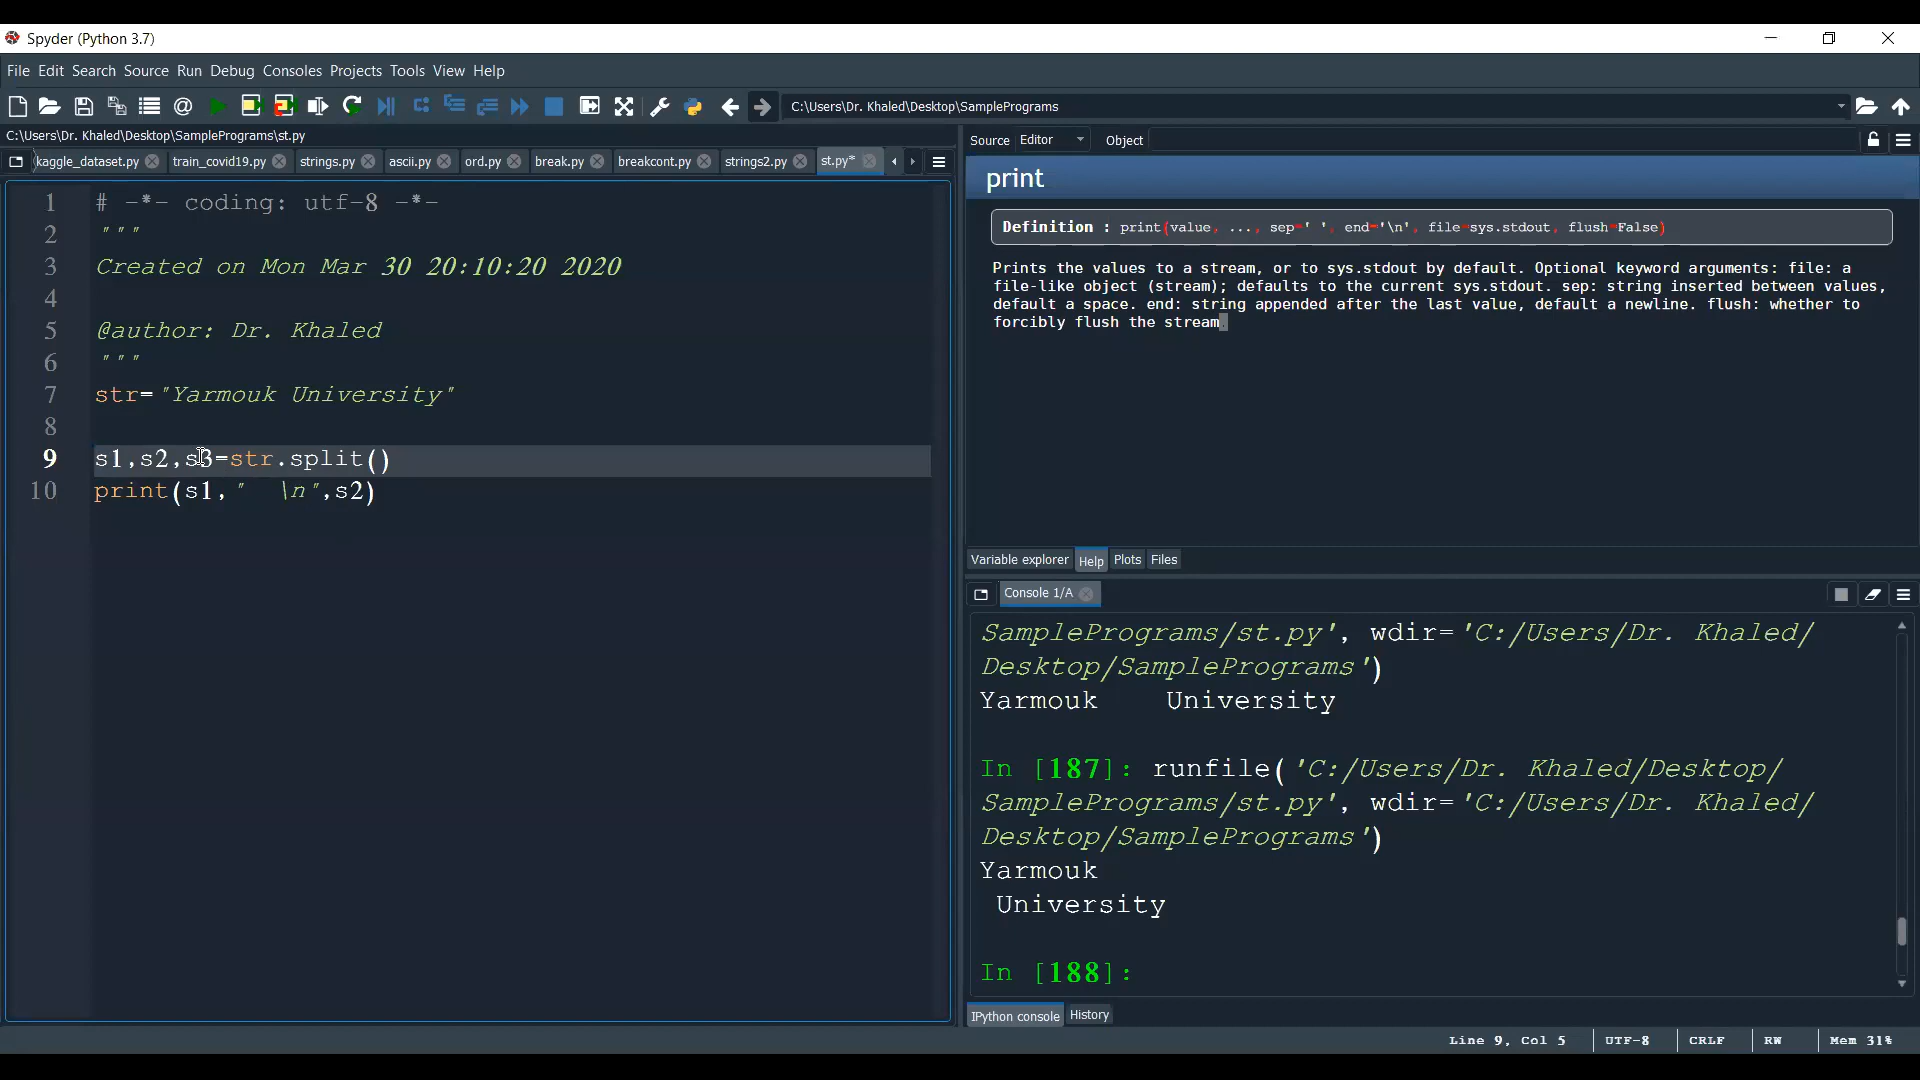 Spyder (Python 3.7)
File Edit Search Source Run Debug Consoles Projects Tools View Help
C:\Users\Dr. Khaled\Desktop\SamplePrograms
C:\Users\Dr. Khaled\Desktop\SamplePrograms\st.py
kaggle_dataset.py train_covid19.py strings.py ascii.py ord.py break.py breakcont.py strings2.py st.py*
1 # -*- coding: utf-8 -*-
2 """
3 Created on Mon Mar 30 20:10:20 2020
4
5 @author: Dr. Khaled
6 """
7 str="Yarmouk University"
8
9 s1,s2,s3=str.split()
10 print(s1,"  \n",s2)
Source Editor Object
print
Definition : print(value, ..., sep=' ', end='\n', file=sys.stdout, flush=False)
Prints the values to a stream, or to sys.stdout by default. Optional keyword arguments: file: a
file-like object (stream); defaults to the current sys.stdout. sep: string inserted between values,
default a space. end: string appended after the last value, default a newline. flush: whether to
forcibly flush the stream.
Variable explorer Help Plots Files
Console 1/A
SamplePrograms/st.py', wdir='C:/Users/Dr. Khaled/
Desktop/SamplePrograms')
Yarmouk    University
In [187]: runfile('C:/Users/Dr. Khaled/Desktop/
SamplePrograms/st.py', wdir='C:/Users/Dr. Khaled/
Desktop/SamplePrograms')
Yarmouk
 University
In [188]:
IPython console History
Line 9, Col 5 UTF-8 CRLF RW Mem 31%